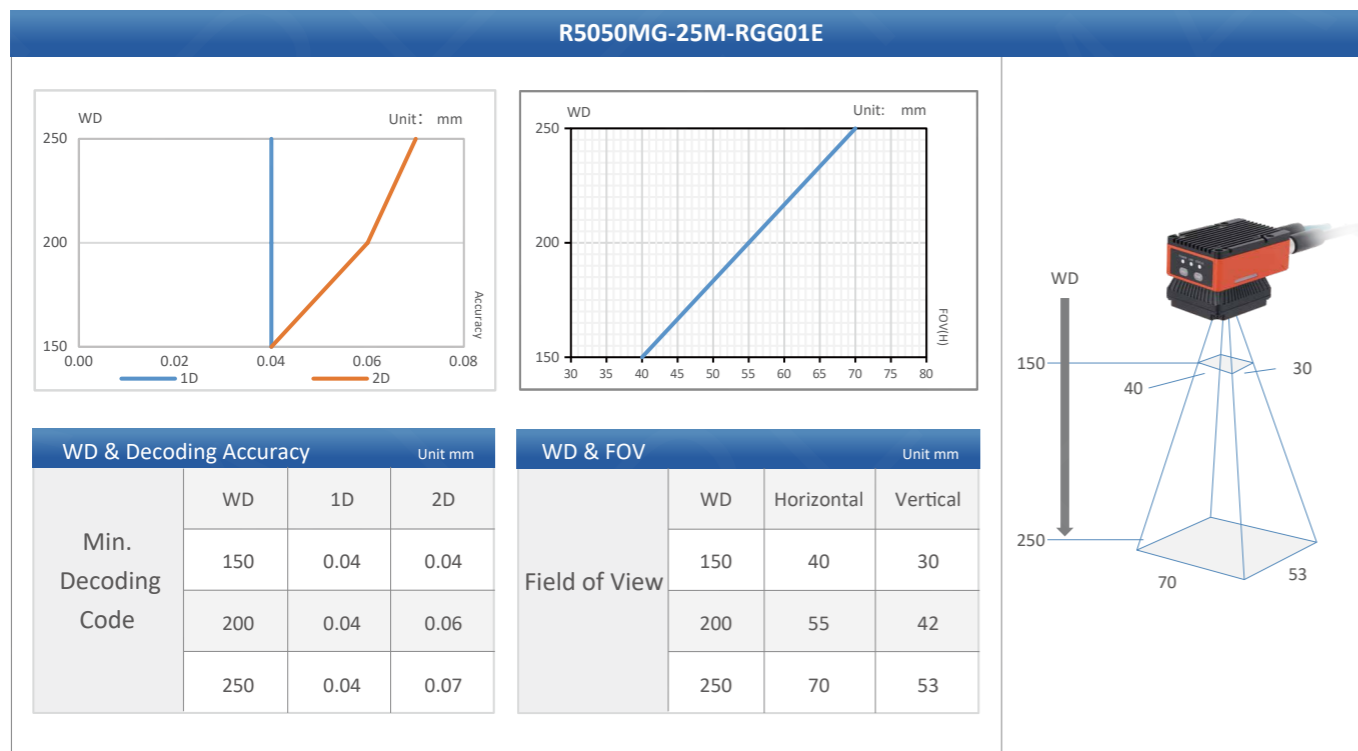 R5050MG-25M-RGG01E
WD
Unit: mm
250
200
150
0.00 0.02 0.04 0.06 0.08
Accuracy
1D 2D
WD
Unit: mm
250
200
150
30 35 40 45 50 55 60 65 70 75 80
FOV(H)
WD & Decoding Accuracy Unit mm
Min.
Decoding
Code
WD 1D 2D
150 0.04 0.04
200 0.04 0.06
250 0.04 0.07
WD & FOV Unit mm
Field of View
WD Horizontal Vertical
150 40 30
200 55 42
250 70 53
WD
150
40
30
250
70
53